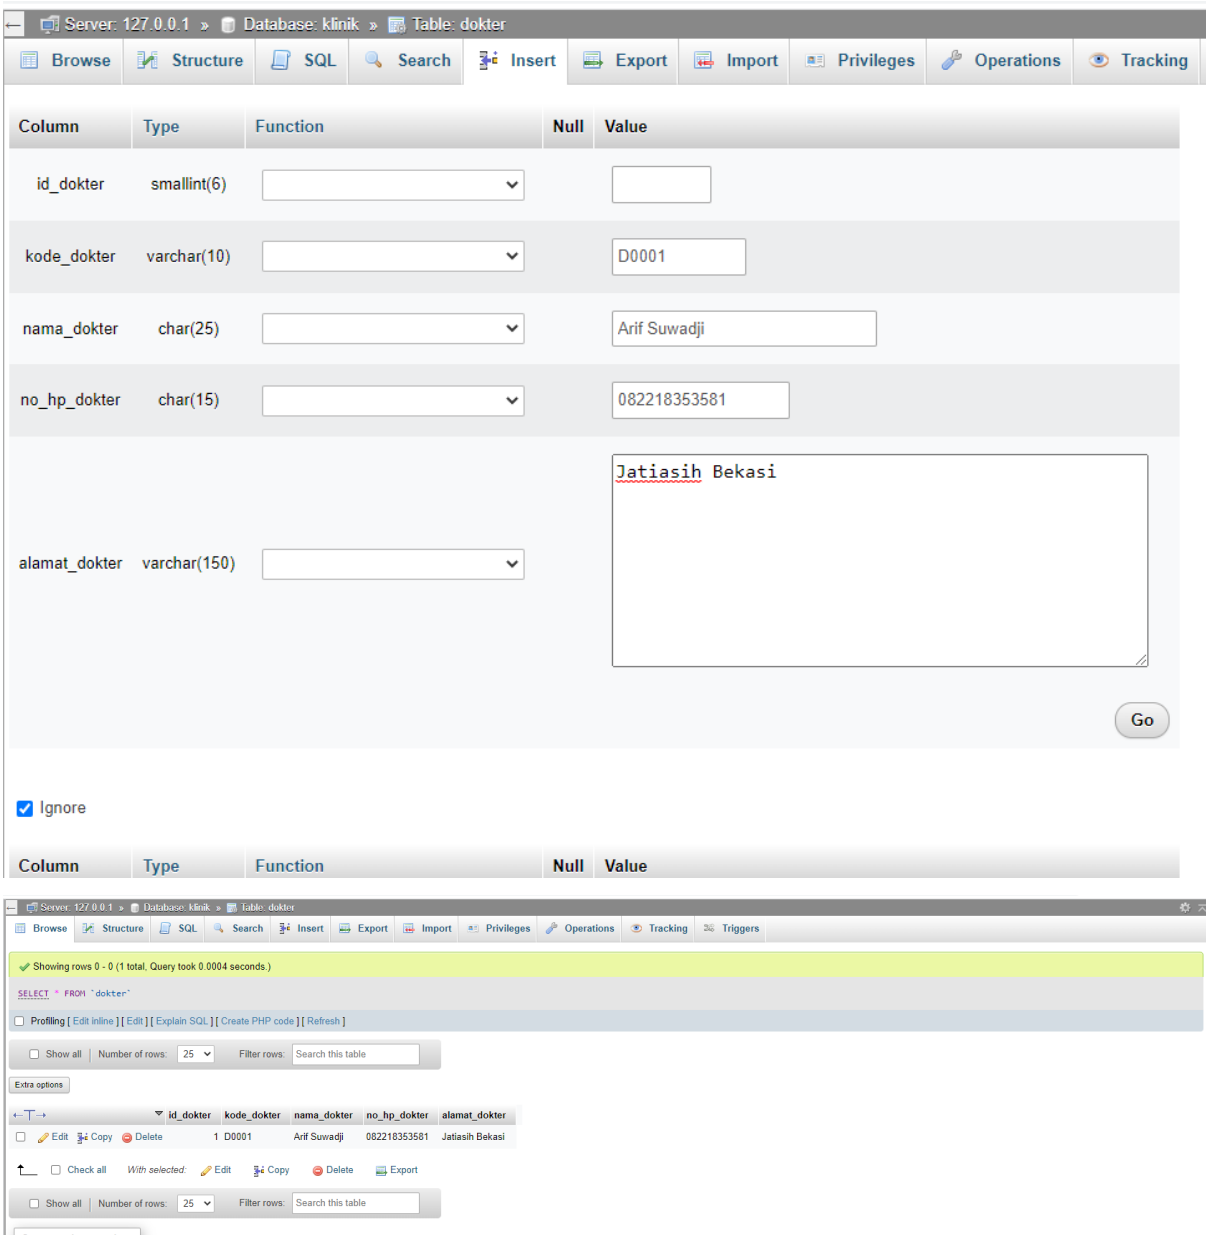 ← Server: 127.0.0.1 » Database: klinik » Table: dokter
Browse Structure SQL Search Insert Export Import Privileges Operations Tracking
Column Type Function Null Value
id_dokter smallint(6)
kode_dokter varchar(10) D0001
nama_dokter char(25) Arif Suwadji
no_hp_dokter char(15) 082218353581
Jatiasih Bekasi
alamat_dokter varchar(150)
Go
Ignore
Column Type Function Null Value
← Server: 127.0.0.1 » Database: klinik » Table: dokter
Browse Structure SQL Search Insert Export Import Privileges Operations Tracking Triggers
Showing rows 0 - 0 (1 total, Query took 0.0004 seconds.)
SELECT * FROM `dokter`
Profiling [ Edit inline ] [ Edit ] [ Explain SQL ] [ Create PHP code ] [ Refresh ]
Show all | Number of rows: 25 Filter rows: Search this table
Extra options
←T→ id_dokter kode_dokter nama_dokter no_hp_dokter alamat_dokter
Edit Copy Delete 1 D0001 Arif Suwadji 082218353581 Jatiasih Bekasi
Check all With selected: Edit Copy Delete Export
Show all | Number of rows: 25 Filter rows: Search this table